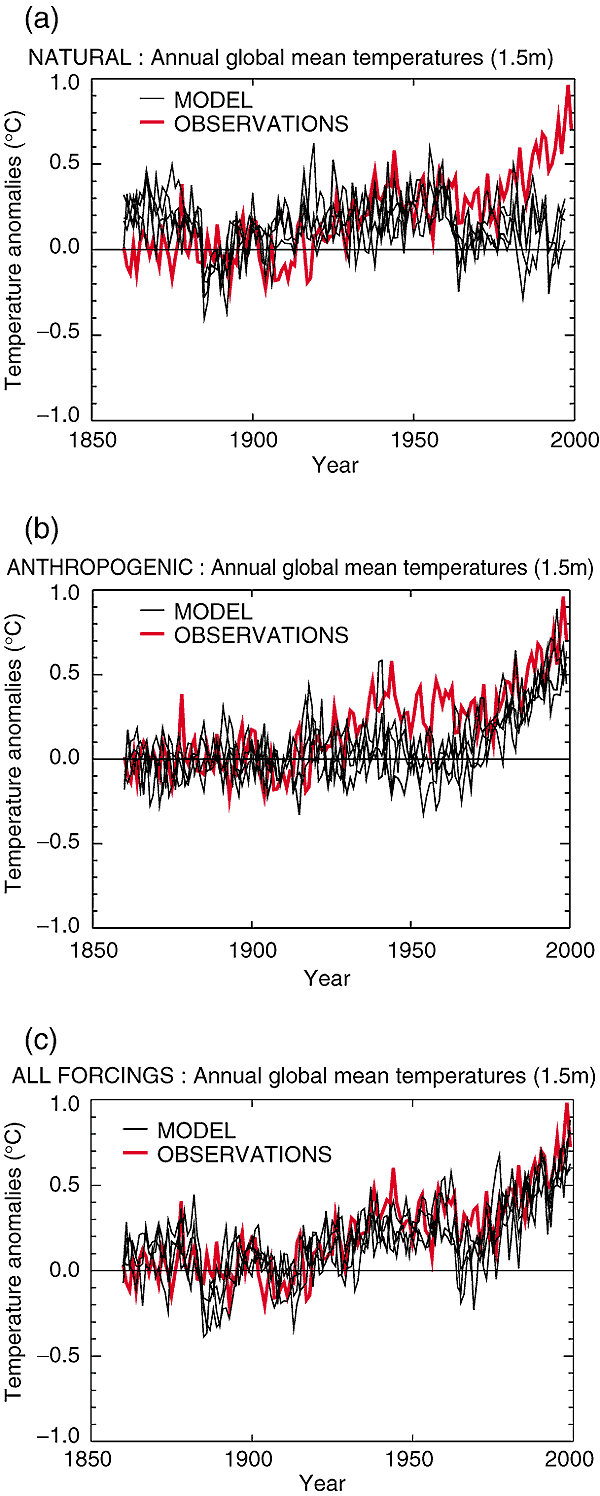 (a)
NATURAL : Annual global mean temperatures (1.5m)
1.0
MODEL
OBSERVATIONS
0.5
0.0
−0.5
−1.0
Temperature anomalies (°C)
1850 1900 1950 2000
Year
(b)
ANTHROPOGENIC : Annual global mean temperatures (1.5m)
1.0
MODEL
OBSERVATIONS
0.5
0.0
−0.5
−1.0
Temperature anomalies (°C)
1850 1900 1950 2000
Year
(c)
ALL FORCINGS : Annual global mean temperatures (1.5m)
1.0
MODEL
OBSERVATIONS
0.5
0.0
−0.5
−1.0
Temperature anomalies (°C)
1850 1900 1950 2000
Year